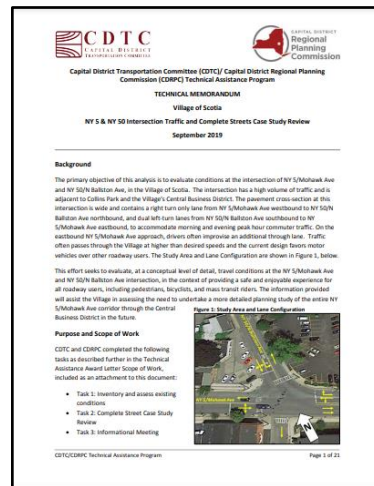 CDTC
CAPITAL DISTRICT
TRANSPORTATION COMMITTEE
CAPITAL DISTRICT
Regional
Planning
Commission
Capital District Transportation Committee (CDTC)/ Capital District Regional Planning
Commission (CDRPC) Technical Assistance Program
TECHNICAL MEMORANDUM
Village of Scotia
NY 5 & NY 50 Intersection Traffic and Complete Streets Case Study Review
September 2019
Background
The primary objective of this analysis is to evaluate conditions at the intersection of NY 5/Mohawk Ave
and NY 50/N Ballston Ave, in the Village of Scotia. The intersection has a high volume of traffic and is
adjacent to Collins Park and the Village's Central Business District. The pavement cross-section at this
intersection is wide and contains a right turn only lane from NY 5/Mohawk Ave westbound to NY 50/N
Ballston Ave northbound, and dual left turn lanes from NY 50/N Ballston Ave southbound to NY
5/Mohawk Ave eastbound, to accommodate morning and evening peak hour commuter traffic. On the
eastbound NY 5/Mohawk Ave approach, drivers often improvise an additional through lane. Traffic
often passes through the Village at higher than desired speeds and the current design favors motor
vehicles over other roadway users. The Study Area and Lane Configuration are shown in Figure 1, below.
This effort seeks to evaluate, at a conceptual level of detail, travel conditions at the NY 5/Mohawk Ave
and NY 50/N Ballston Ave intersection, in the context of providing a safe and enjoyable experience for
all roadway users, including pedestrians, bicyclists, and mass transit riders. The information provided
will assist the Village in assessing the need to undertake a more detailed planning study of the entire NY
5/Mohawk Ave corridor through the Central
Business District in the future.
Purpose and Scope of Work
CDTC and CDRPC completed the following
tasks as described further in the Technical
Assistance Award Letter Scope of Work,
included as an attachment to this document:
• Task 1: Inventory and assess existing
conditions
• Task 2: Complete Street Case Study
Review
• Task 3: Informational Meeting
Figure 1: Study Area and Lane Configuration
NY 5/Mohawk Ave
N
CDTC/CDRPC Technical Assistance Program
Page 1 of 21